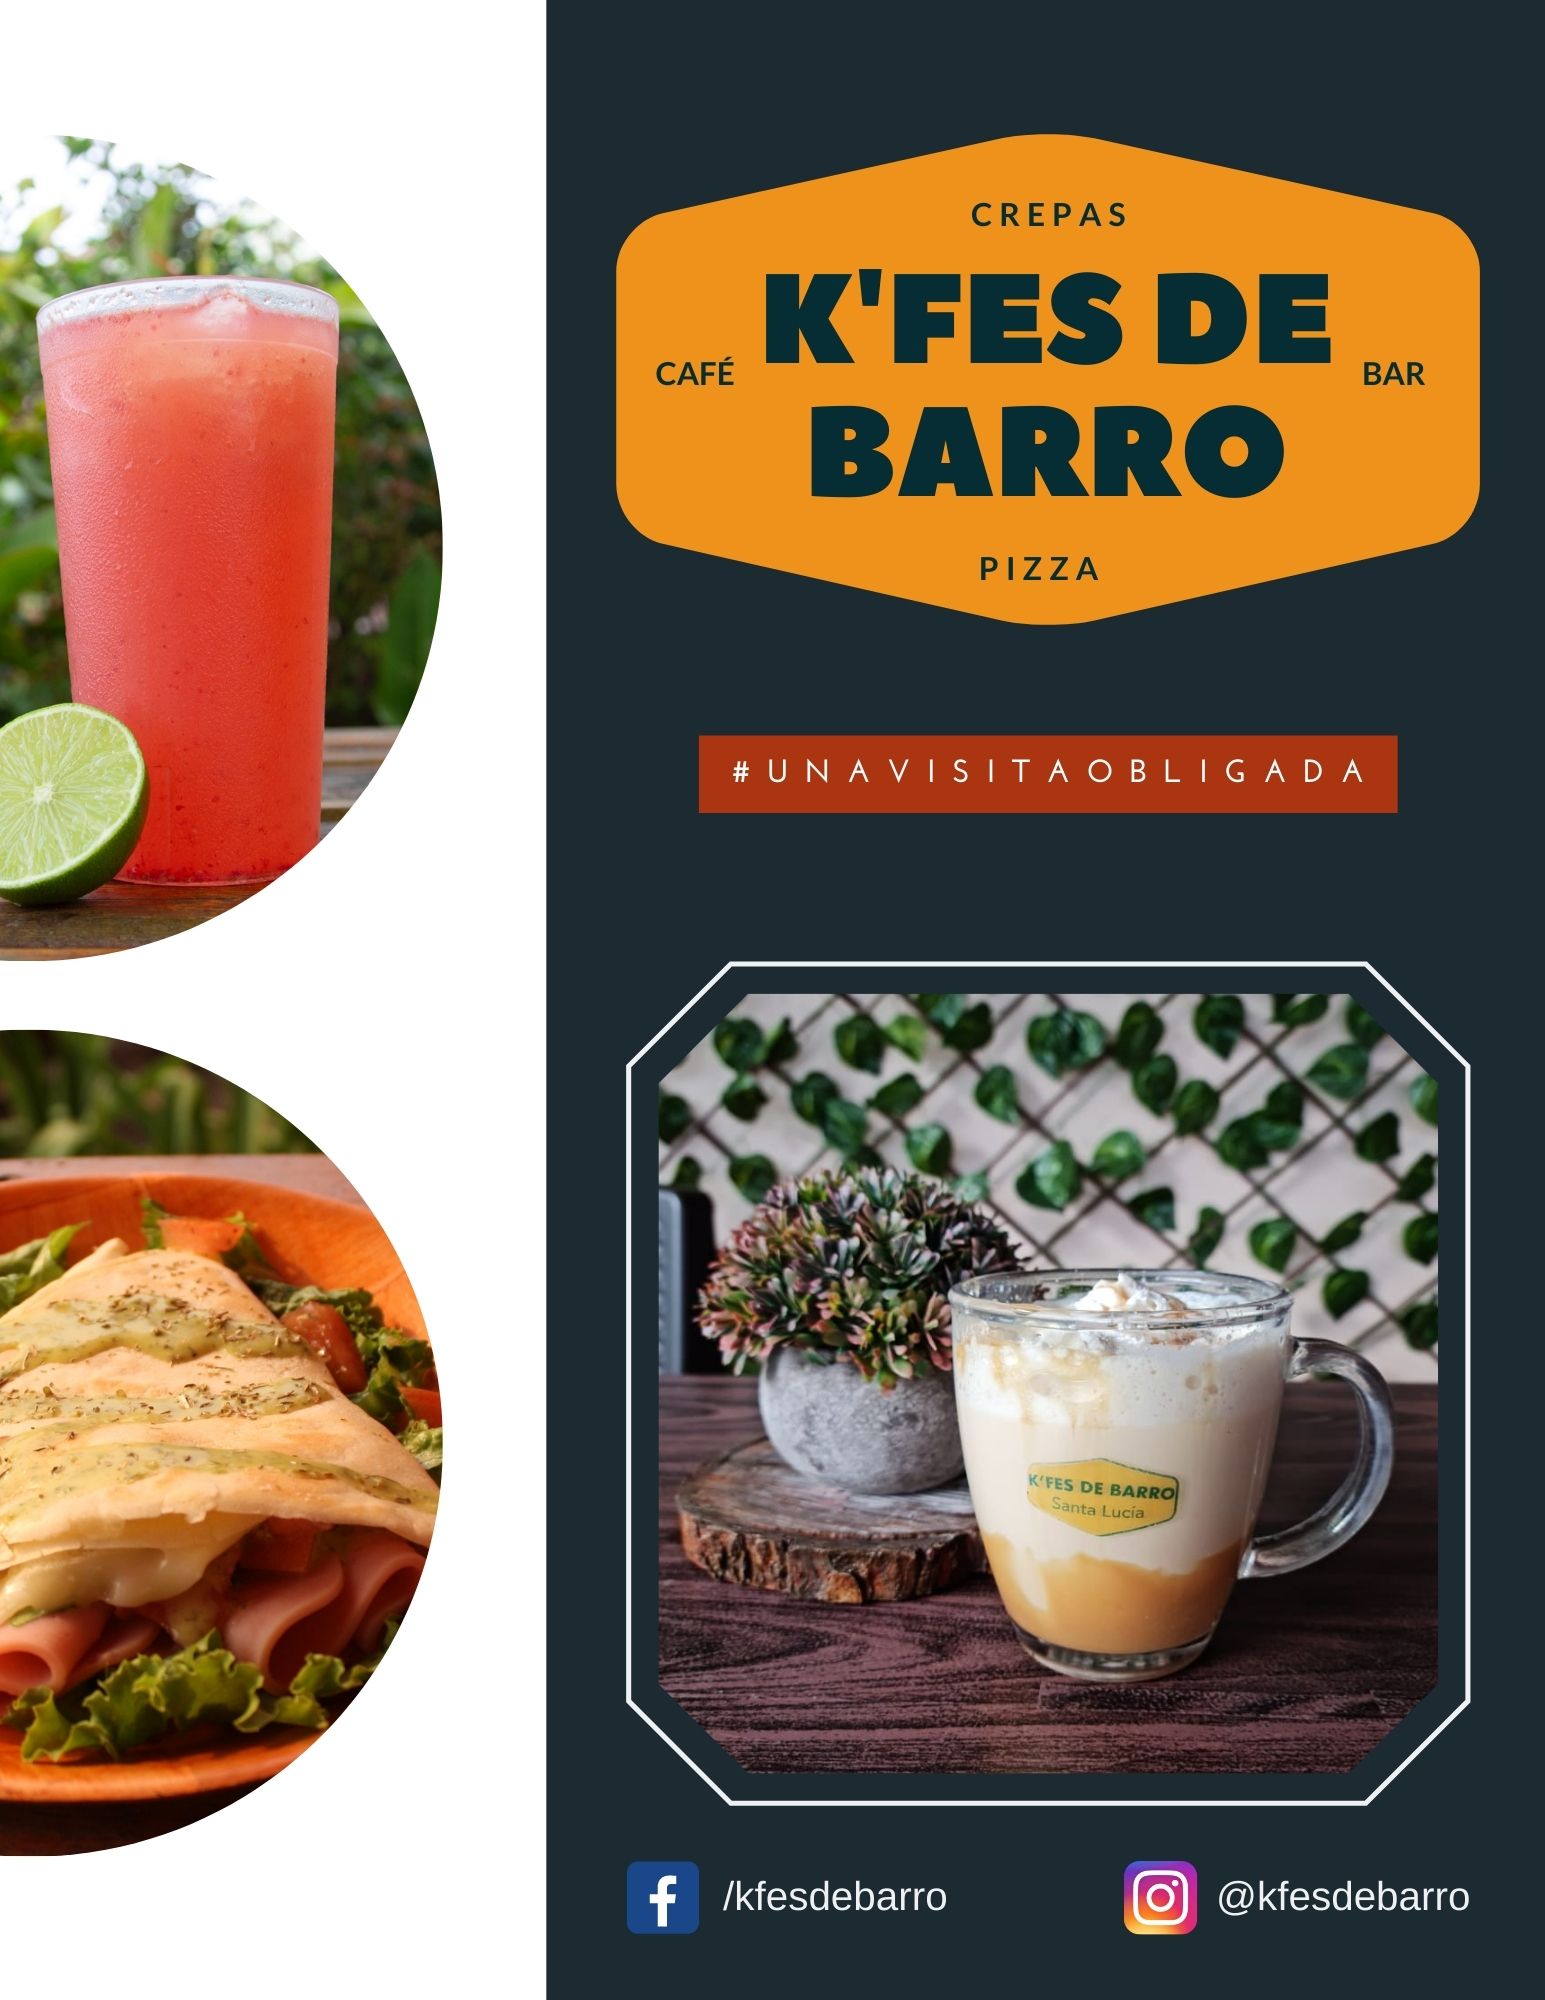 CREPAS
K'FES DE
CAFÉ
BAR
BARRO
PIZZA
#UNAVISITAOBLIGADA
K'FES DE BARRO
Santa Lucía
/kfesdebarro
@kfesdebarro